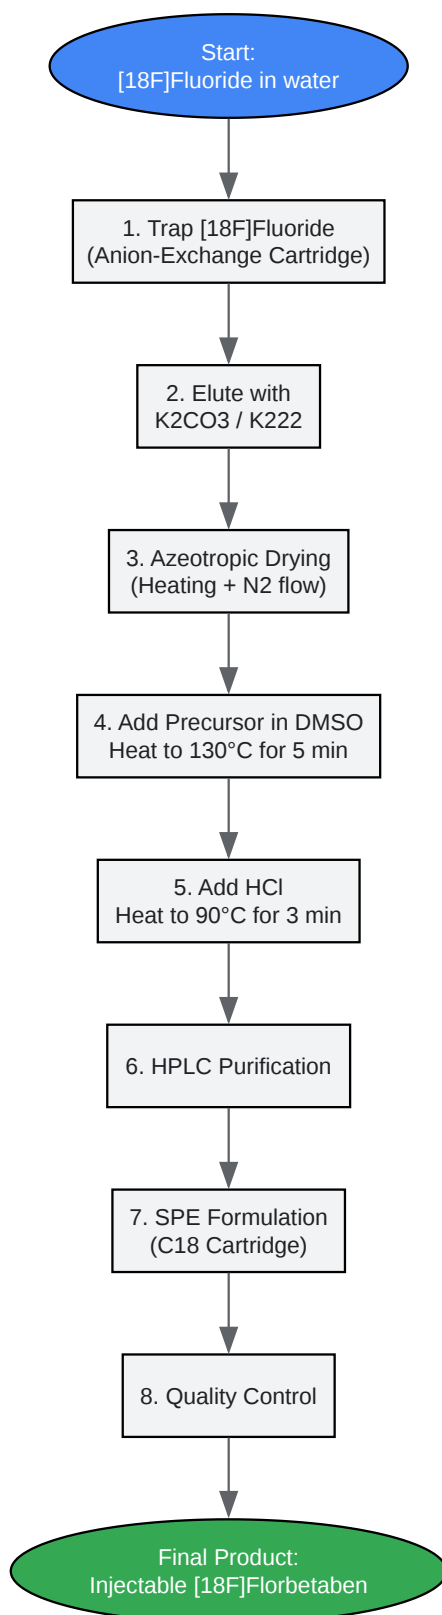 Start:
[18F]Fluoride in water
1. Trap [18F]Fluoride
(Anion-Exchange Cartridge)
2. Elute with
K2CO3 / K222
3. Azeotropic Drying
(Heating + N2 flow)
4. Add Precursor in DMSO
Heat to 130°C for 5 min
5. Add HCl
Heat to 90°C for 3 min
6. HPLC Purification
7. SPE Formulation
(C18 Cartridge)
8. Quality Control
Final Product:
Injectable [18F]Florbetaben